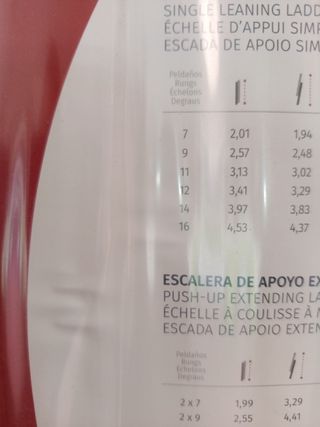 SINGLE LEANING LADD
ÉCHELLE D'APPUI SIMP
ESCADA DE APOIO SIM
Peldaños
Rungs
Échelons
Degraus
7 2,01 1,94
9 2,57 2,48
11 3,13 3,02
12 3,41 3,29
14 3,97 3,83
16 4,53 4,37
ESCALERA DE APOYO EX
PUSH-UP EXTENDING LA
ÉCHELLE À COULISSE À M
ESCADA DE APOIO EXTEN
Peldaños
Rungs
Échelons
Degraus
2 x 7 1,99 3,29
2 x 9 2,55 4,41